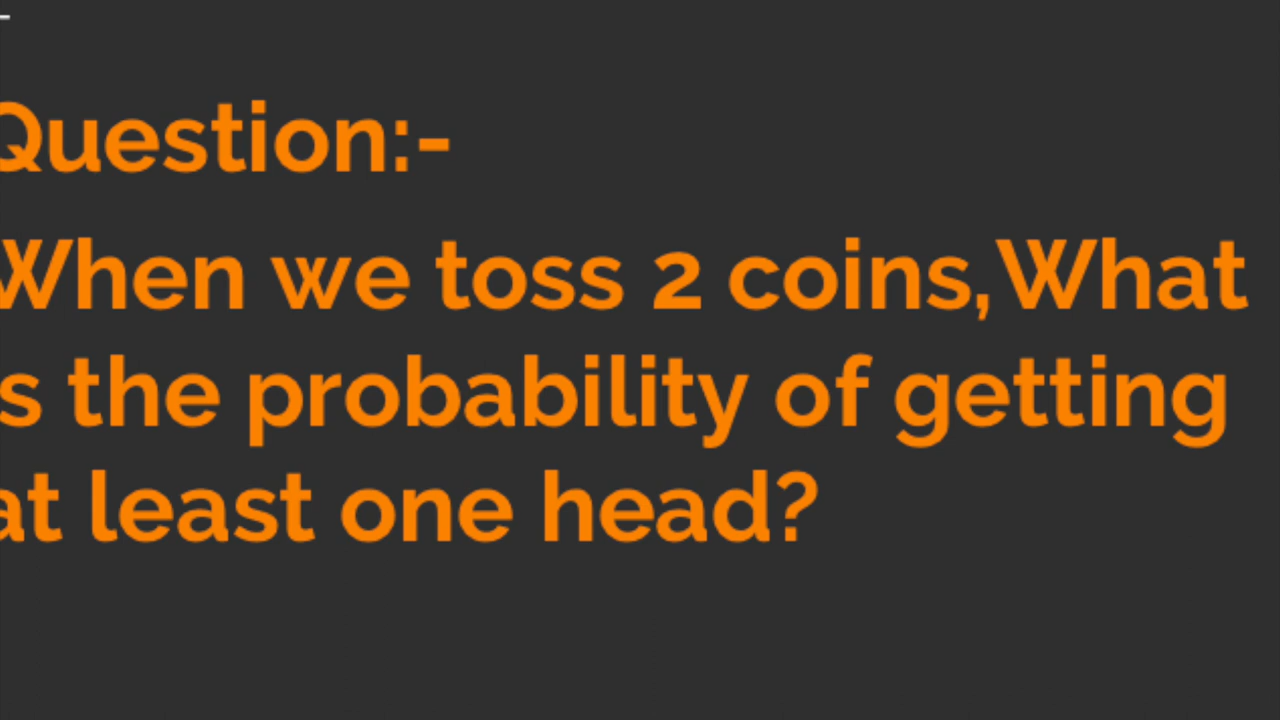 Question:-
When we toss 2 coins,What
s the probability of getting
at least one head?